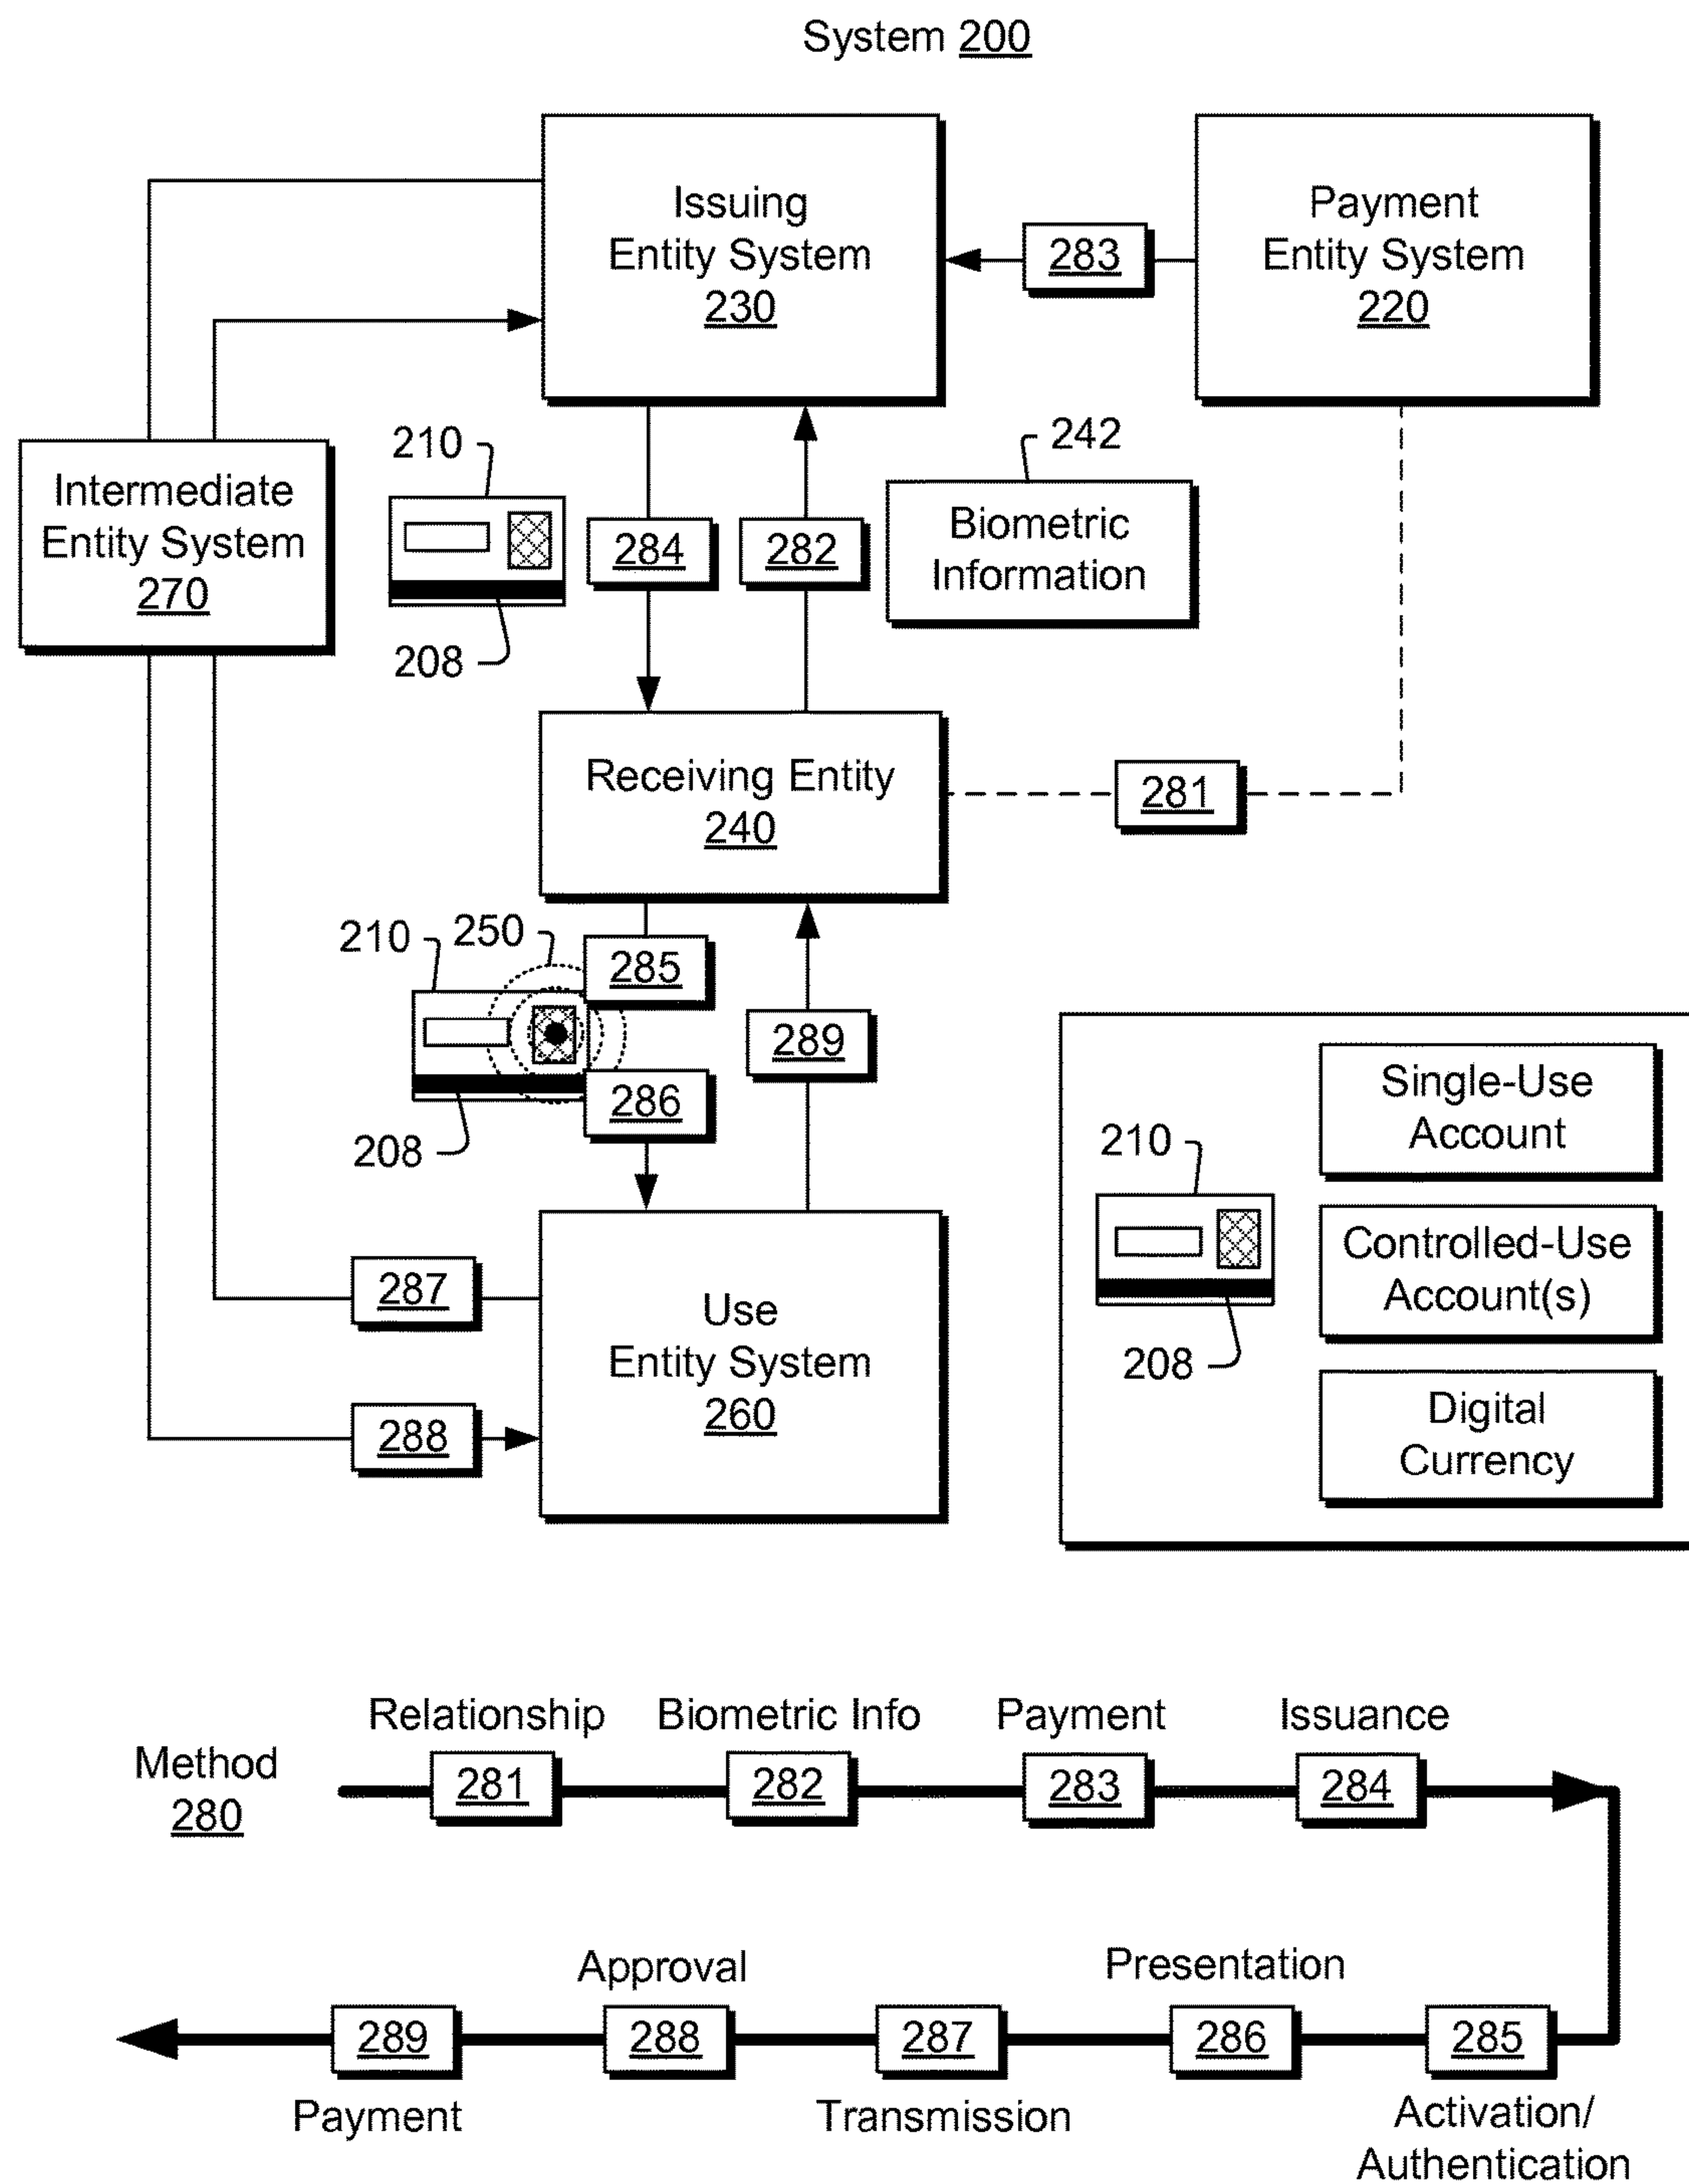 System 200
Issuing
Entity System
230
283
Payment
Entity System
220
Intermediate
Entity System
270
210
208
284
282
242
Biometric
Information
Receiving Entity
240
281
210
250
285
286
208
289
287
288
Use
Entity System
260
210
208
Single-Use
Account
Controlled-Use
Account(s)
Digital
Currency
Method
280
Relationship
Biometric Info
Payment
Issuance
281
282
283
284
Approval
Presentation
289
288
287
286
285
Payment
Transmission
Activation/
Authentication